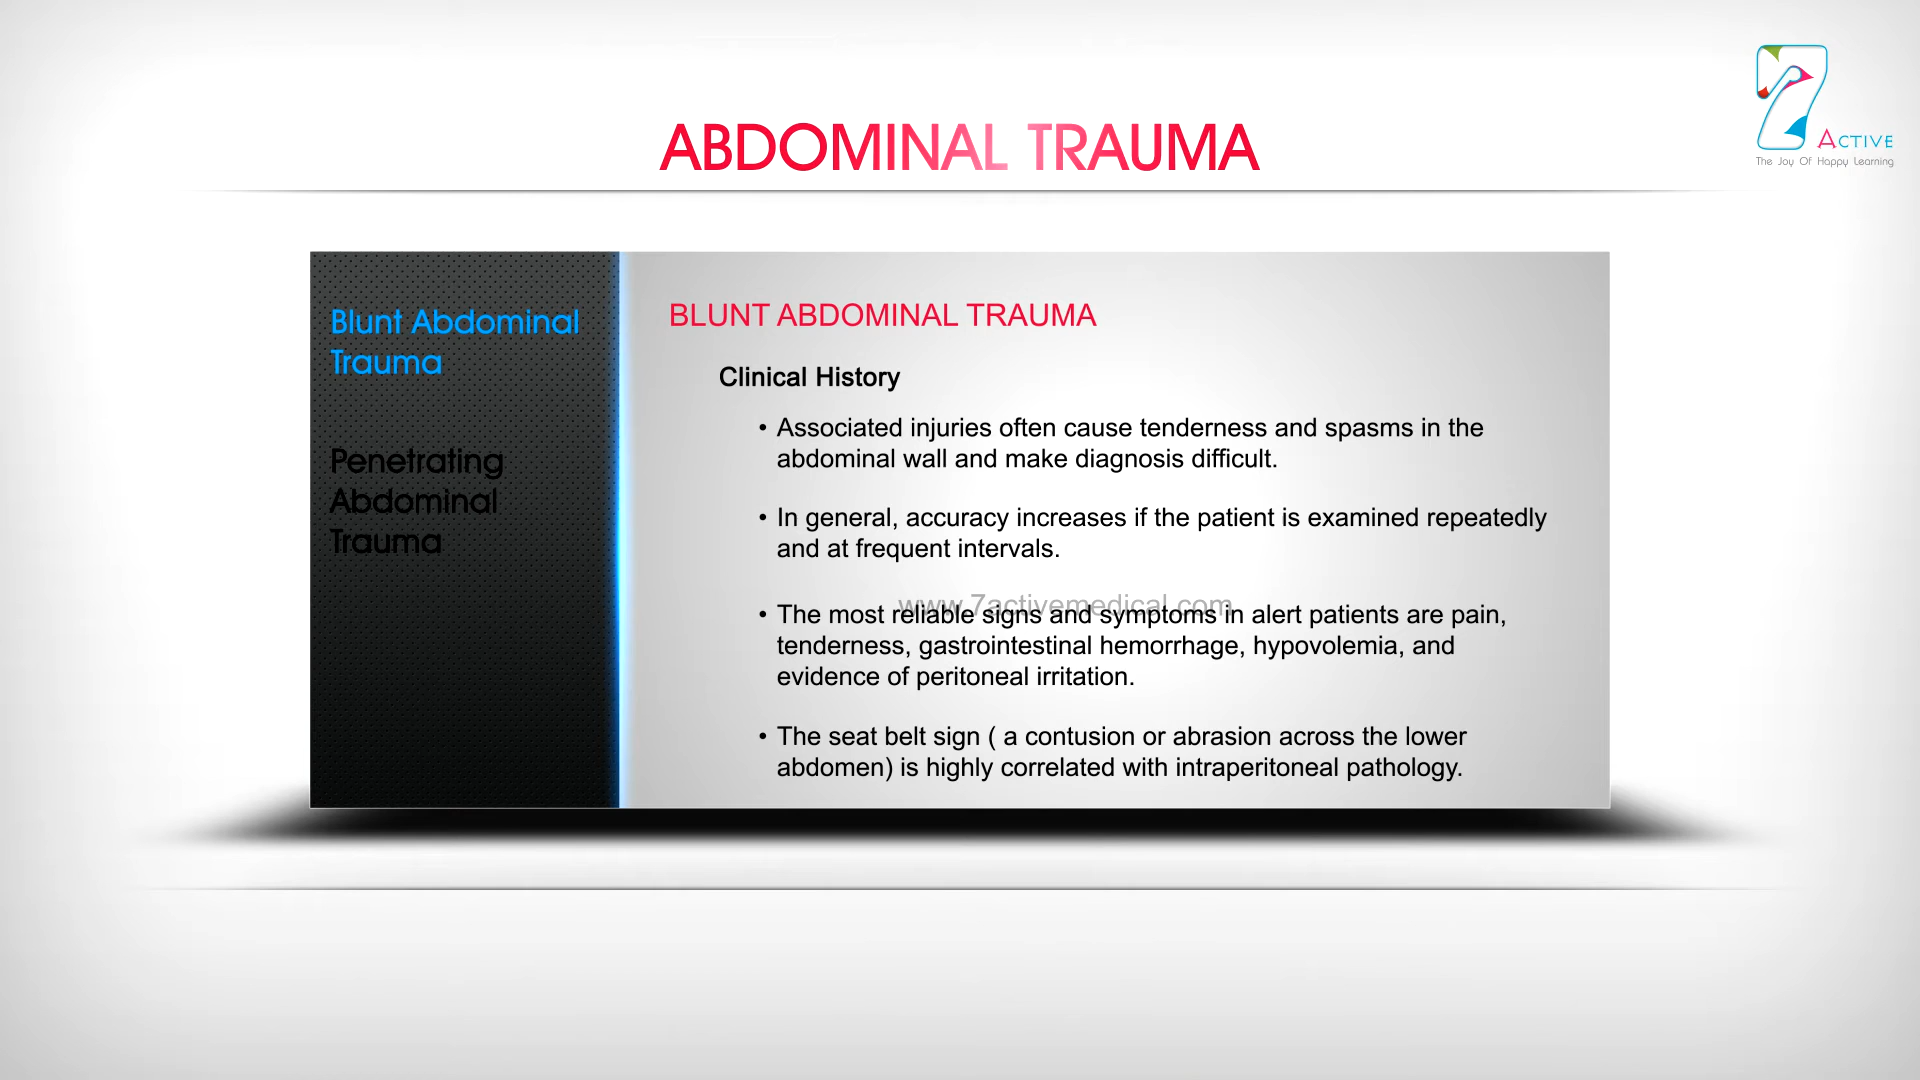 ABDOMINAL TRAUMA
7
ACTIVE
The Joy Of Happy Learning
Blunt Abdominal
Trauma
Penetrating
Abdominal
Trauma
BLUNT ABDOMINAL TRAUMA
Clinical History
• Associated injuries often cause tenderness and spasms in the
abdominal wall and make diagnosis difficult.
• In general, accuracy increases if the patient is examined repeatedly
and at frequent intervals.
www.7activemedical.com
• The most reliable signs and symptoms in alert patients are pain,
tenderness, gastrointestinal hemorrhage, hypovolemia, and
evidence of peritoneal irritation.
• The seat belt sign ( a contusion or abrasion across the lower
abdomen) is highly correlated with intraperitoneal pathology.